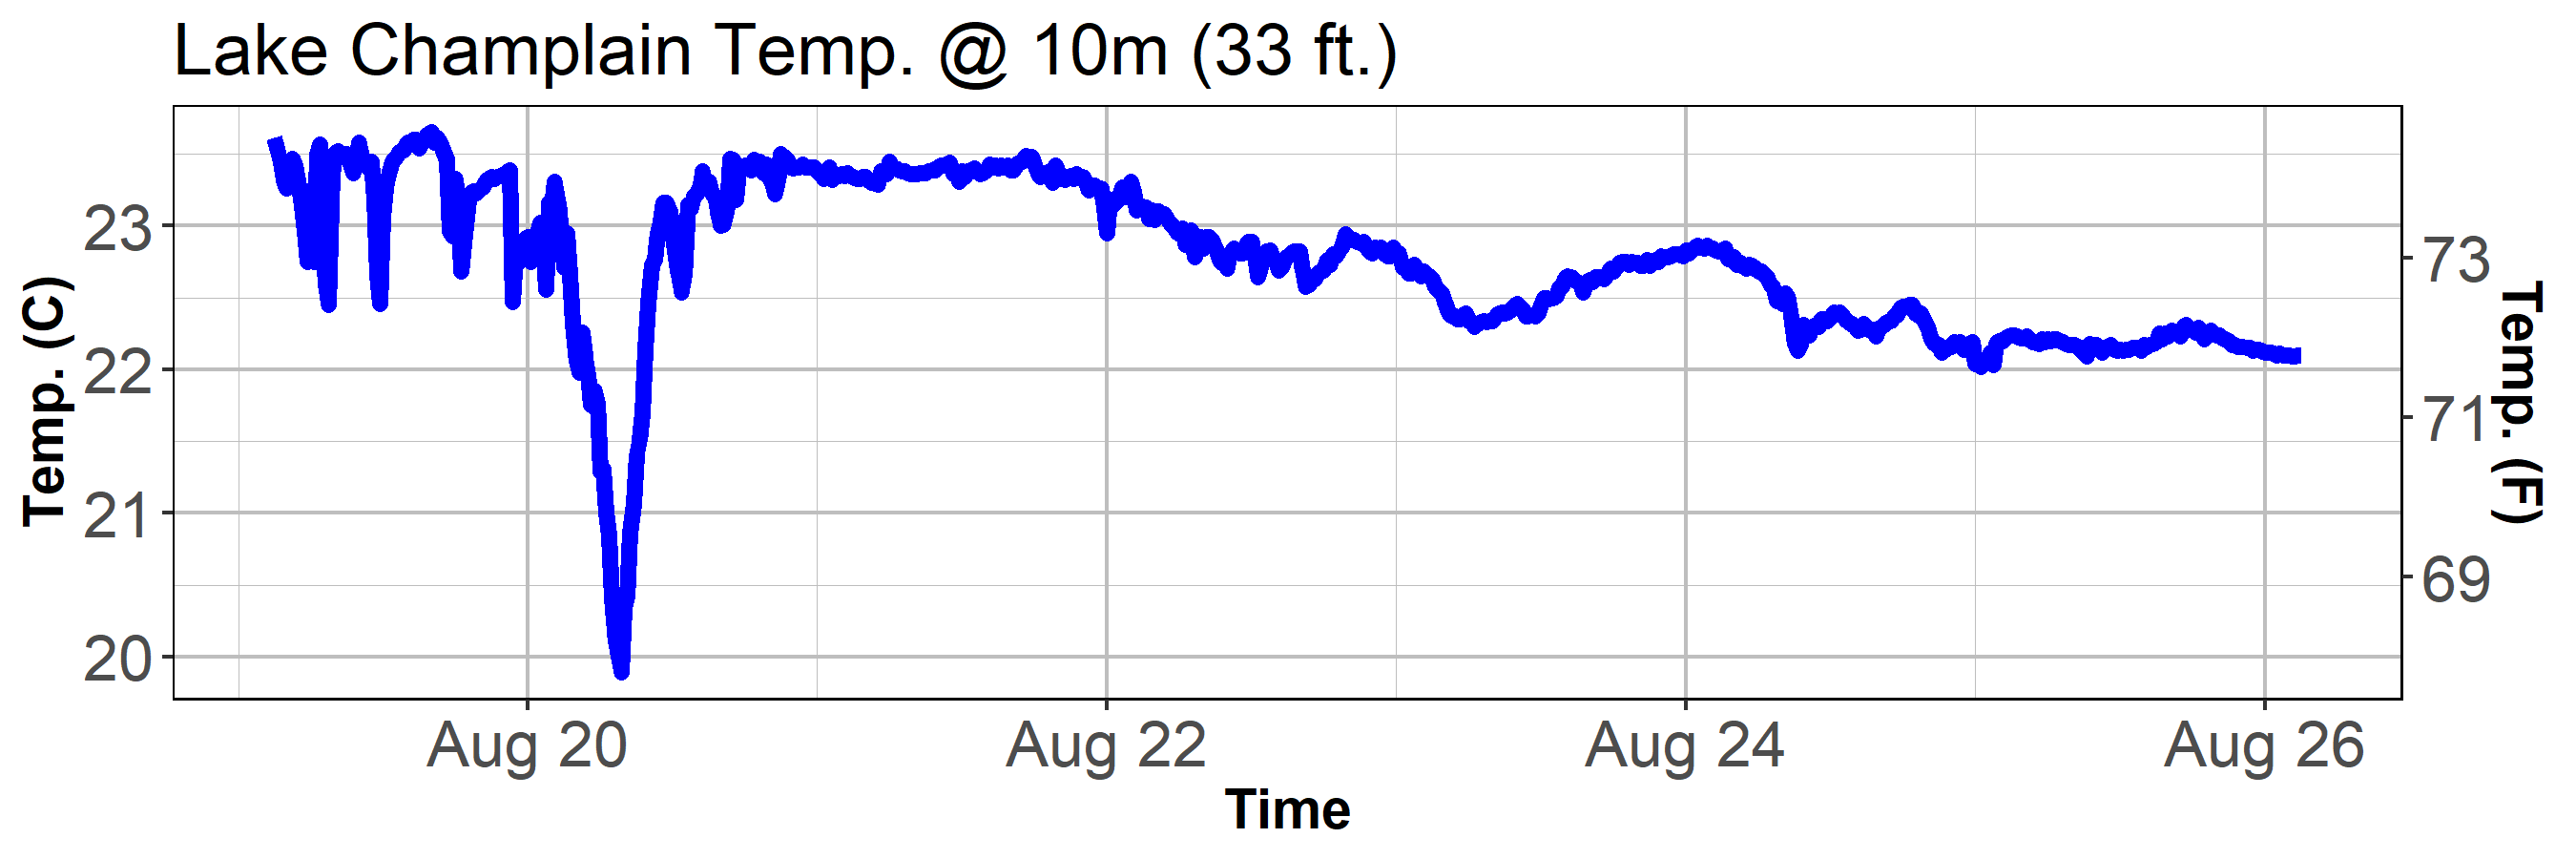 Lake Champlain Temp. @ 10m (33 ft.)
Temp. (C)
23
22
21
20
73
71
69
Temp. (F)
Aug 20
Aug 22
Aug 24
Aug 26
Time